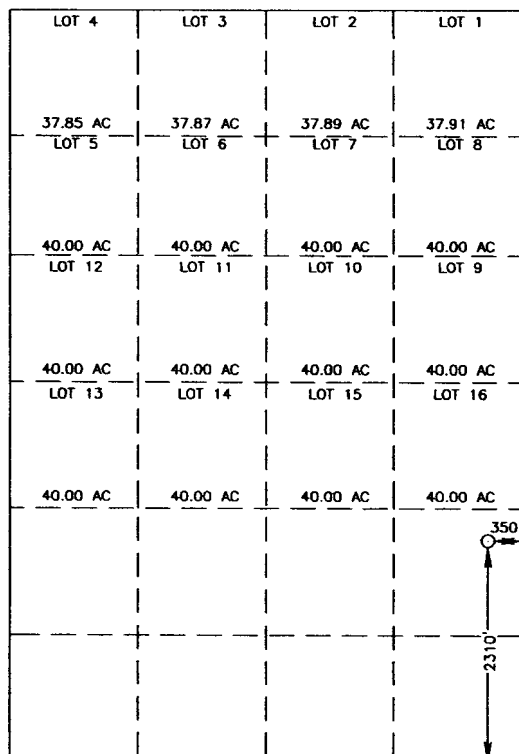 LOT 4 LOT 3 LOT 2 LOT 1
37.85 AC 37.87 AC 37.89 AC 37.91 AC
LOT 5 LOT 6 LOT 7 LOT 8
40.00 AC 40.00 AC 40.00 AC 40.00 AC
LOT 12 LOT 11 LOT 10 LOT 9
40.00 AC 40.00 AC 40.00 AC 40.00 AC
LOT 13 LOT 14 LOT 15 LOT 16
40.00 AC 40.00 AC 40.00 AC 40.00 AC
350
2310'